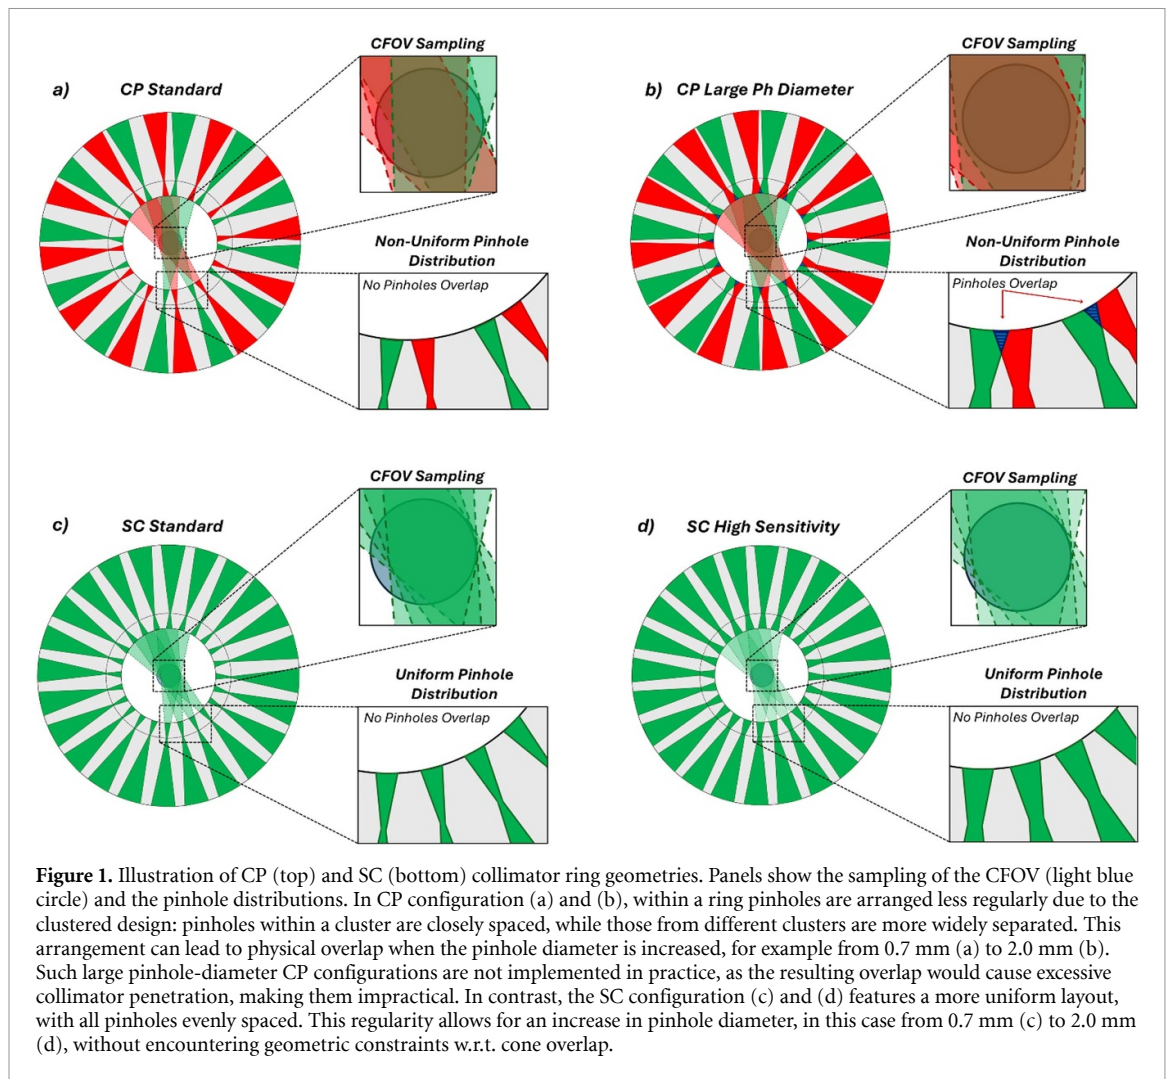 CFOV Sampling
a) CP Standard
Non-Uniform Pinhole
Distribution
No Pinholes Overlap
CFOV Sampling
b) CP Large Ph Diameter
Non-Uniform Pinhole
Distribution
Pinholes Overlap
CFOV Sampling
c) SC Standard
Uniform Pinhole
Distribution
No Pinholes Overlap
CFOV Sampling
d) SC High Sensitivity
Uniform Pinhole
Distribution
No Pinholes Overlap
Figure 1. Illustration of CP (top) and SC (bottom) collimator ring geometries. Panels show the sampling of the CFOV (light blue
circle) and the pinhole distributions. In CP configuration (a) and (b), within a ring pinholes are arranged less regularly due to the
clustered design: pinholes within a cluster are closely spaced, while those from different clusters are more widely separated. This
arrangement can lead to physical overlap when the pinhole diameter is increased, for example from 0.7 mm (a) to 2.0 mm (b).
Such large pinhole-diameter CP configurations are not implemented in practice, as the resulting overlap would cause excessive
collimator penetration, making them impractical. In contrast, the SC configuration (c) and (d) features a more uniform layout,
with all pinholes evenly spaced. This regularity allows for an increase in pinhole diameter, in this case from 0.7 mm (c) to 2.0 mm
(d), without encountering geometric constraints w.r.t. cone overlap.